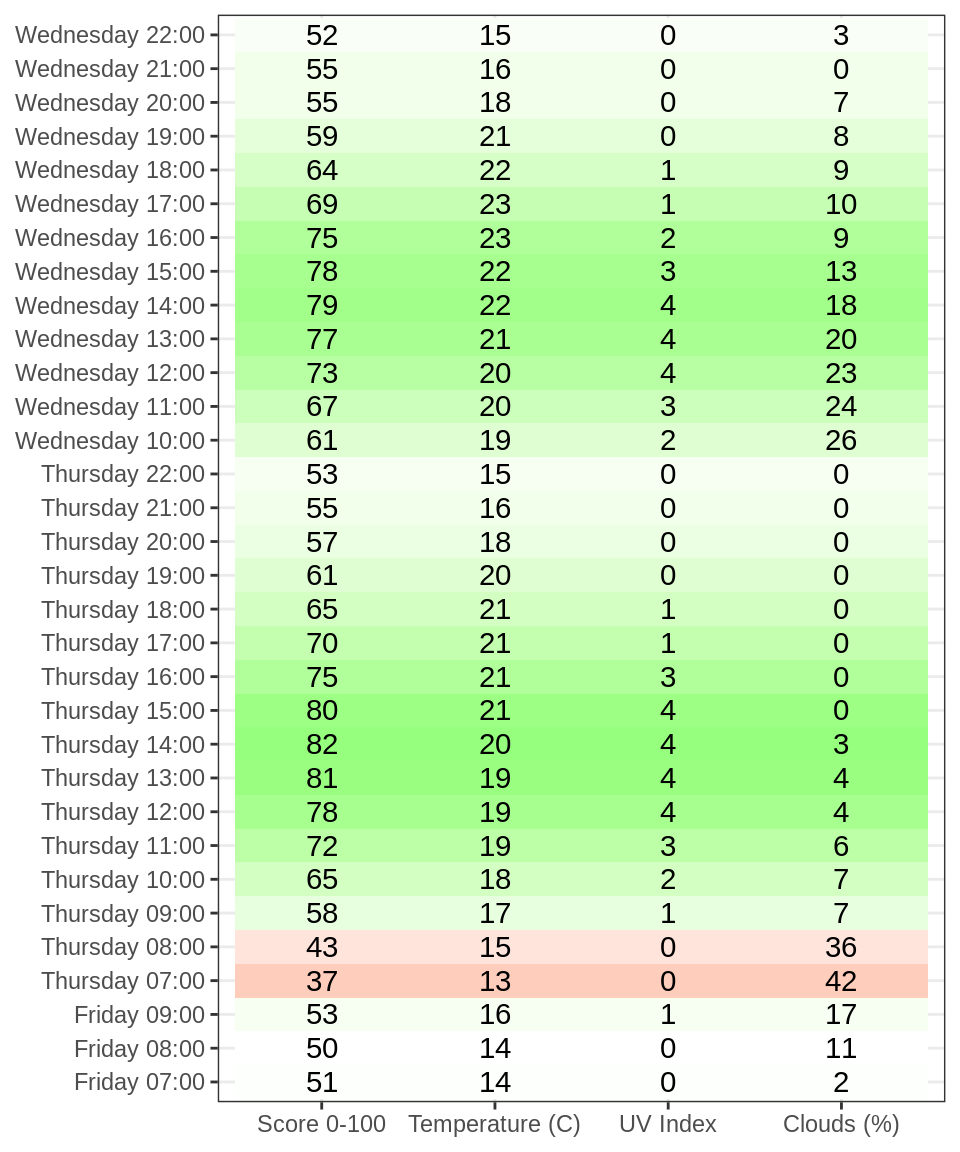 Wednesday 22:00 52 15 0 3
Wednesday 21:00 55 16 0 0
Wednesday 20:00 55 18 0 7
Wednesday 19:00 59 21 0 8
Wednesday 18:00 64 22 1 9
Wednesday 17:00 69 23 1 10
Wednesday 16:00 75 23 2 9
Wednesday 15:00 78 22 3 13
Wednesday 14:00 79 22 4 18
Wednesday 13:00 77 21 4 20
Wednesday 12:00 73 20 4 23
Wednesday 11:00 67 20 3 24
Wednesday 10:00 61 19 2 26
Thursday 22:00 53 15 0 0
Thursday 21:00 55 16 0 0
Thursday 20:00 57 18 0 0
Thursday 19:00 61 20 0 0
Thursday 18:00 65 21 1 0
Thursday 17:00 70 21 1 0
Thursday 16:00 75 21 3 0
Thursday 15:00 80 21 4 0
Thursday 14:00 82 20 4 3
Thursday 13:00 81 19 4 4
Thursday 12:00 78 19 4 4
Thursday 11:00 72 19 3 6
Thursday 10:00 65 18 2 7
Thursday 09:00 58 17 1 7
Thursday 08:00 43 15 0 36
Thursday 07:00 37 13 0 42
Friday 09:00 53 16 1 17
Friday 08:00 50 14 0 11
Friday 07:00 51 14 0 2
Score 0-100 Temperature (C) UV Index Clouds (%)